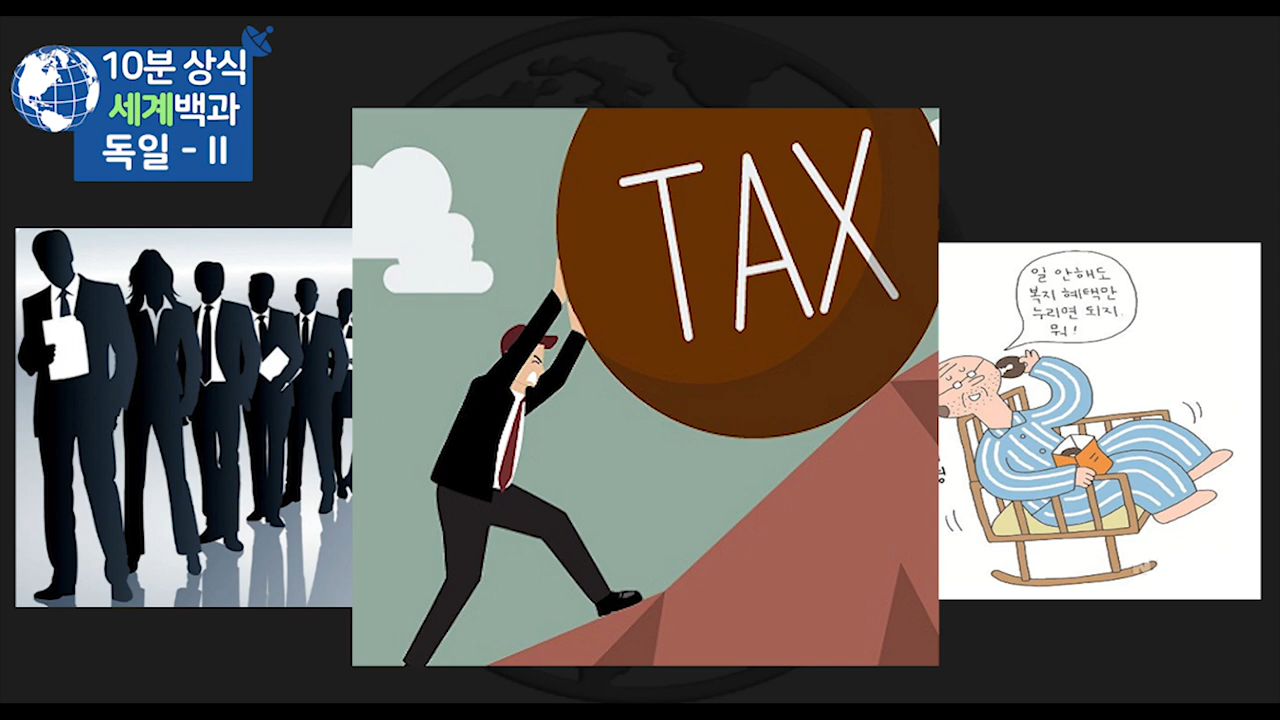 10분 상식
세계백과
독일 - II
TAX
일 안해도
복지 혜택만
누리면 되지.
뭐!